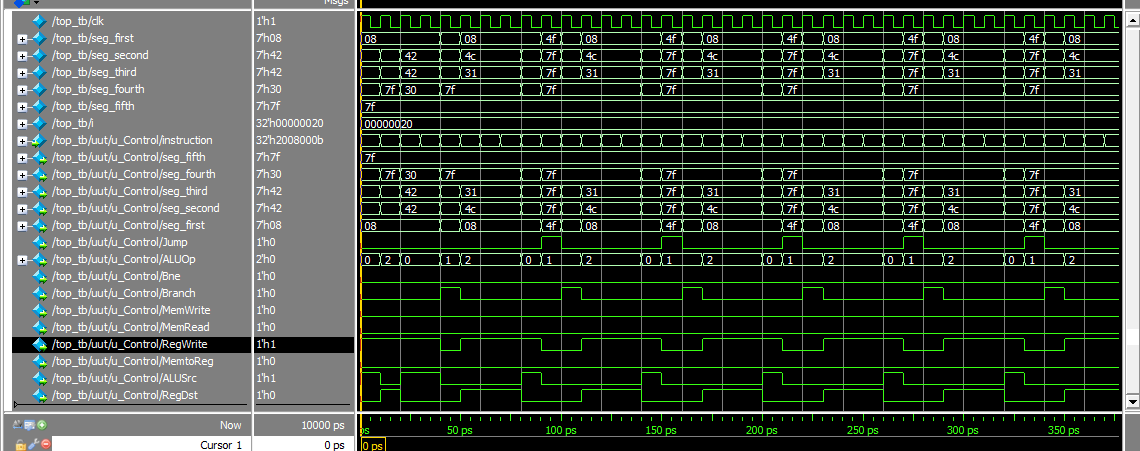 Msgs
/top_tb/clk 1'h1
/top_tb/seg_first 7'h08 08 08 4f 08 4f 08 4f 08 4f 08 4f 08
/top_tb/seg_second 7'h42 42 4c 7f 4c 7f 4c 7f 4c 7f 4c 7f 4c
/top_tb/seg_third 7'h42 42 31 7f 31 7f 31 7f 31 7f 31 7f 31
/top_tb/seg_fourth 7'h30 7f 30 7f 7f 7f 7f 7f 7f
/top_tb/seg_fifth 7'h7f 7f
/top_tb/i 32'h00000020 00000020
/top_tb/uut/u_Control/instruction 32'h2008000b
/top_tb/uut/u_Control/seg_fifth 7'h7f 7f
/top_tb/uut/u_Control/seg_fourth 7'h30 7f 30 7f 7f 7f 7f 7f 7f
/top_tb/uut/u_Control/seg_third 7'h42 42 31 7f 31 7f 31 7f 31 7f 31 7f 31
/top_tb/uut/u_Control/seg_second 7'h42 42 4c 7f 4c 7f 4c 7f 4c 7f 4c 7f 4c
/top_tb/uut/u_Control/seg_first 7'h08 08 08 4f 08 4f 08 4f 08 4f 08 4f 08
/top_tb/uut/u_Control/Jump 1'h0
/top_tb/uut/u_Control/ALUOp 2'h0 0 2 0 1 2 0 1 2 0 1 2 0 1 2 0 1 2 0 1 2
/top_tb/uut/u_Control/Bne 1'h0
/top_tb/uut/u_Control/Branch 1'h0
/top_tb/uut/u_Control/MemWrite 1'h0
/top_tb/uut/u_Control/MemRead 1'h0
/top_tb/uut/u_Control/RegWrite 1'h1
/top_tb/uut/u_Control/MemtoReg 1'h0
/top_tb/uut/u_Control/ALUSrc 1'h1
/top_tb/uut/u_Control/RegDst 1'h0
Now 10000 ps ps 50 ps 100 ps 150 ps 200 ps 250 ps 300 ps 350 ps
Cursor 1 0 ps 0 ps